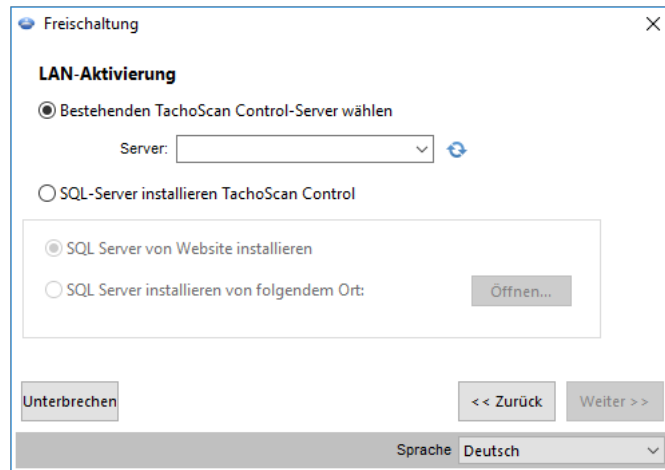 Freischaltung
LAN-Aktivierung
Bestehenden TachoScan Control-Server wählen
Server:
SQL-Server installieren TachoScan Control
SQL Server von Website installieren
SQL Server installieren von folgendem Ort: Öffnen...
Unterbrechen << Zurück Weiter >>
Sprache Deutsch